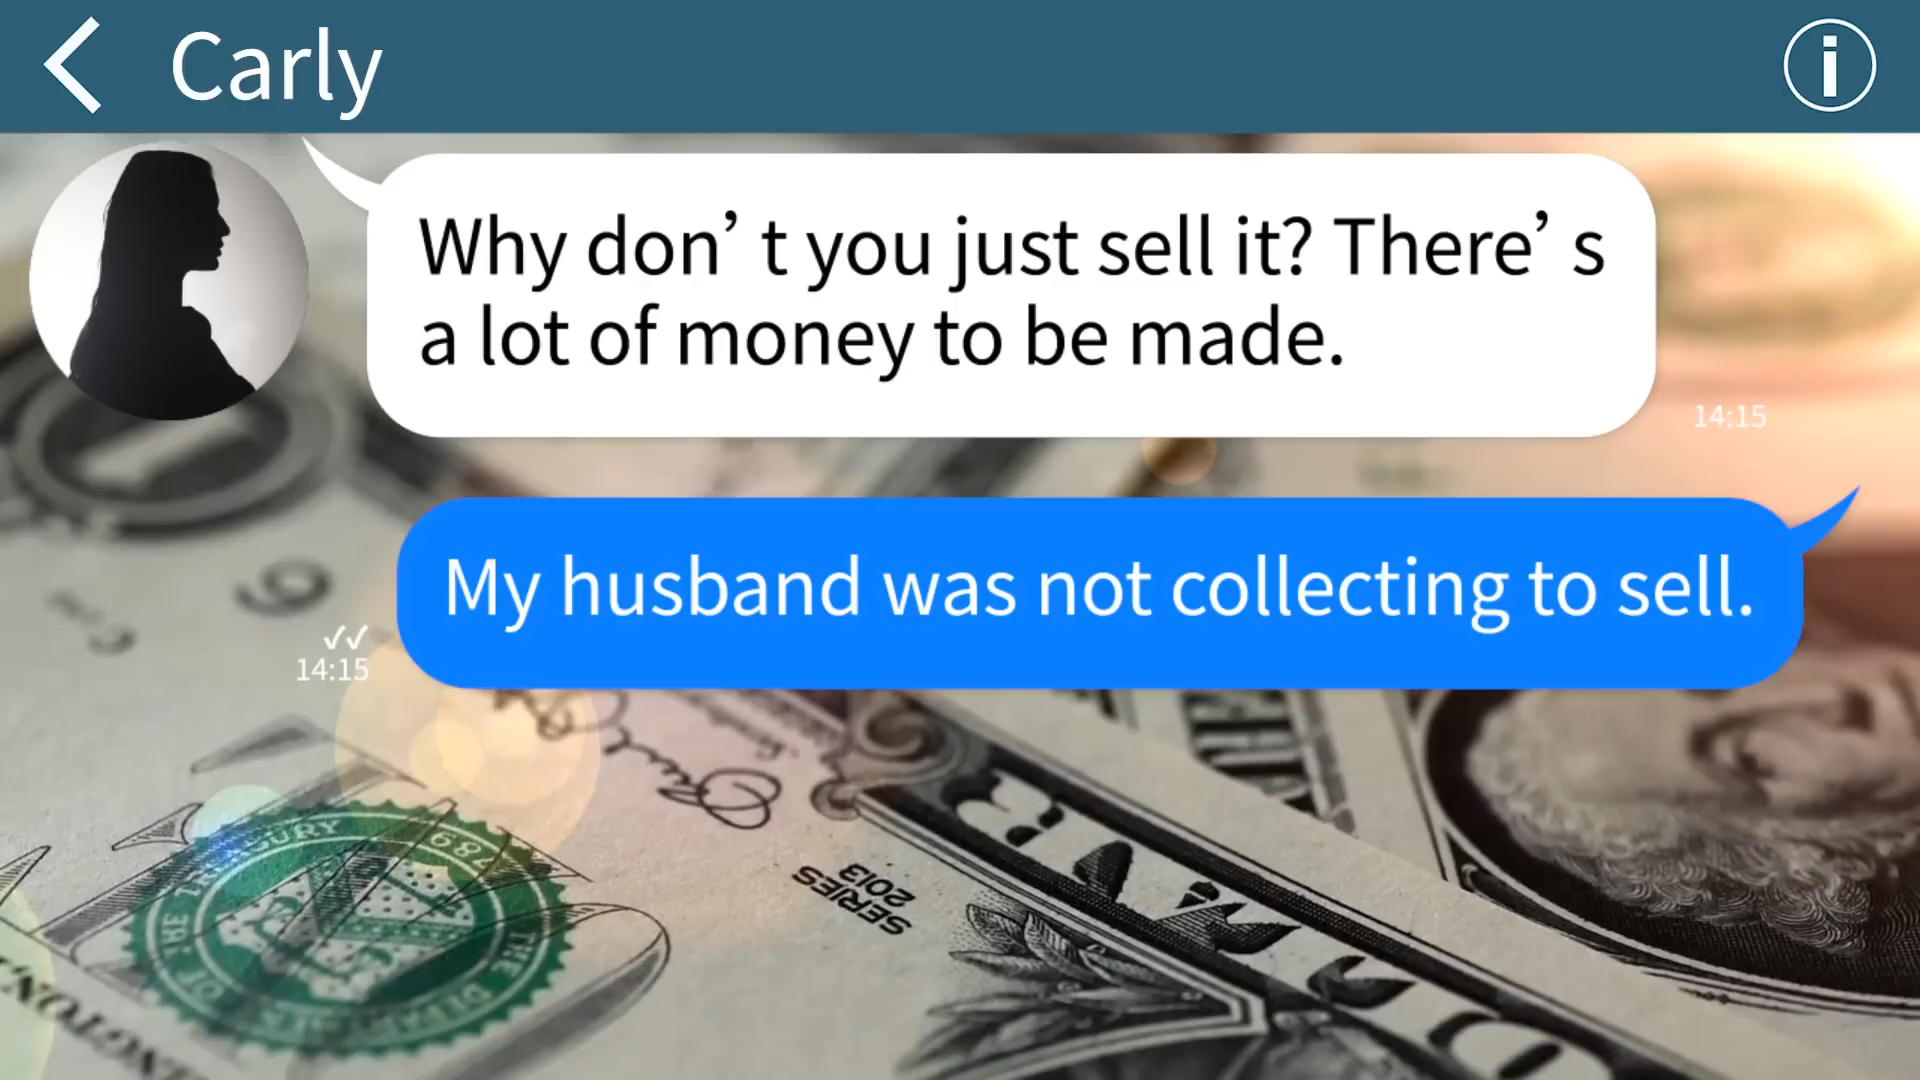 Carly
Why don’t you just sell it? There’s
a lot of money to be made.
14:15
My husband was not collecting to sell.
14:15
SERIES
2013